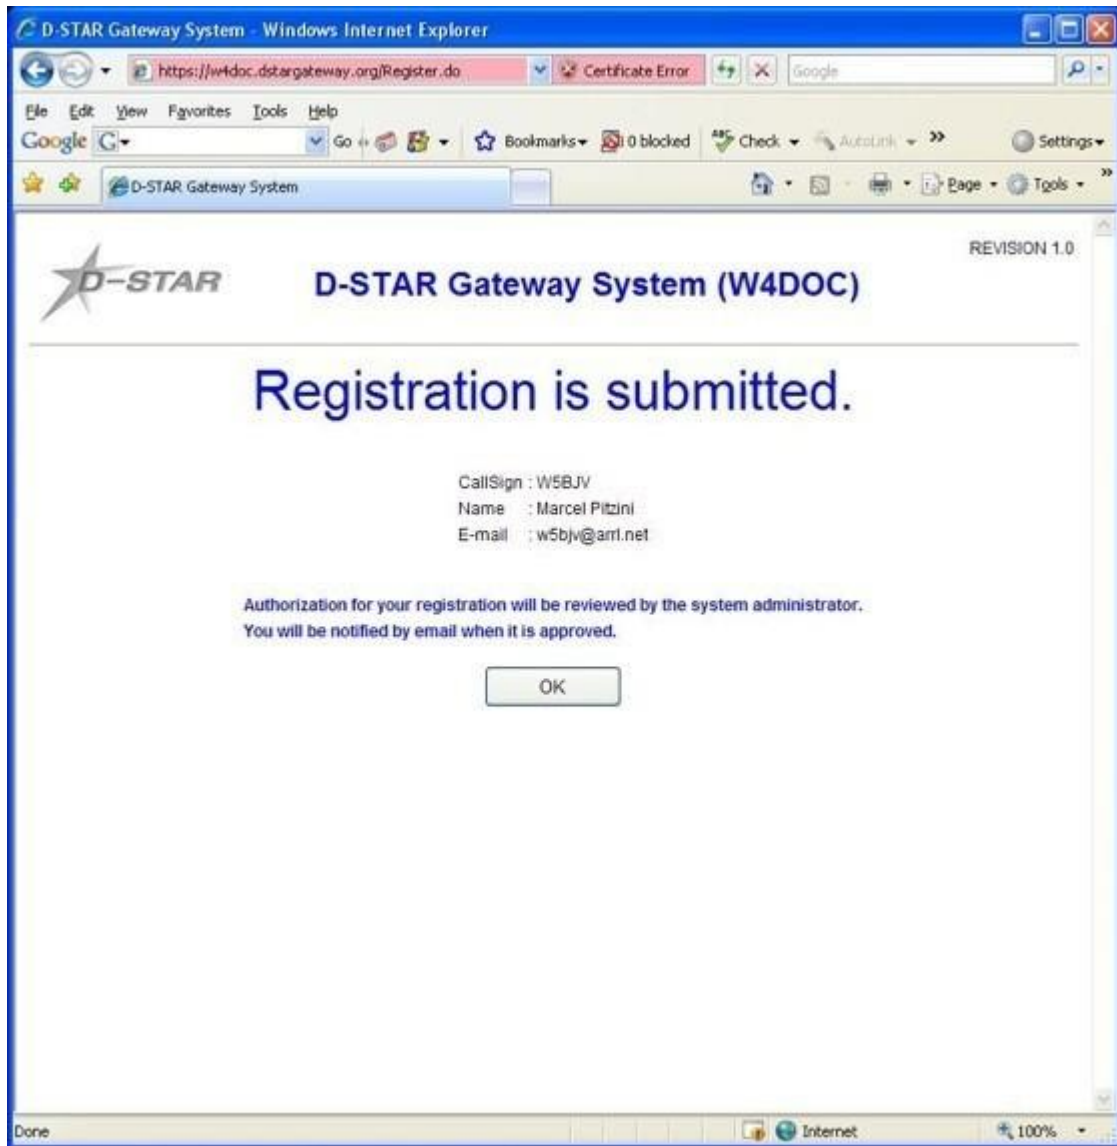 D-STAR Gateway System - Windows Internet Explorer
https://w4doc.dstargateway.org/Register.do Certificate Error Google
File Edit View Favorites Tools Help
Google G Go Bookmarks 0 blocked Check AutoLink » Settings
D-STAR Gateway System Page Tools »
REVISION 1.0
D-STAR D-STAR Gateway System (W4DOC)
Registration is submitted.
CallSign : W5BJV
Name : Marcel Pitzini
E-mail : w5bjv@arrl.net
Authorization for your registration will be reviewed by the system administrator.
You will be notified by email when it is approved.
OK
Done Internet 100%